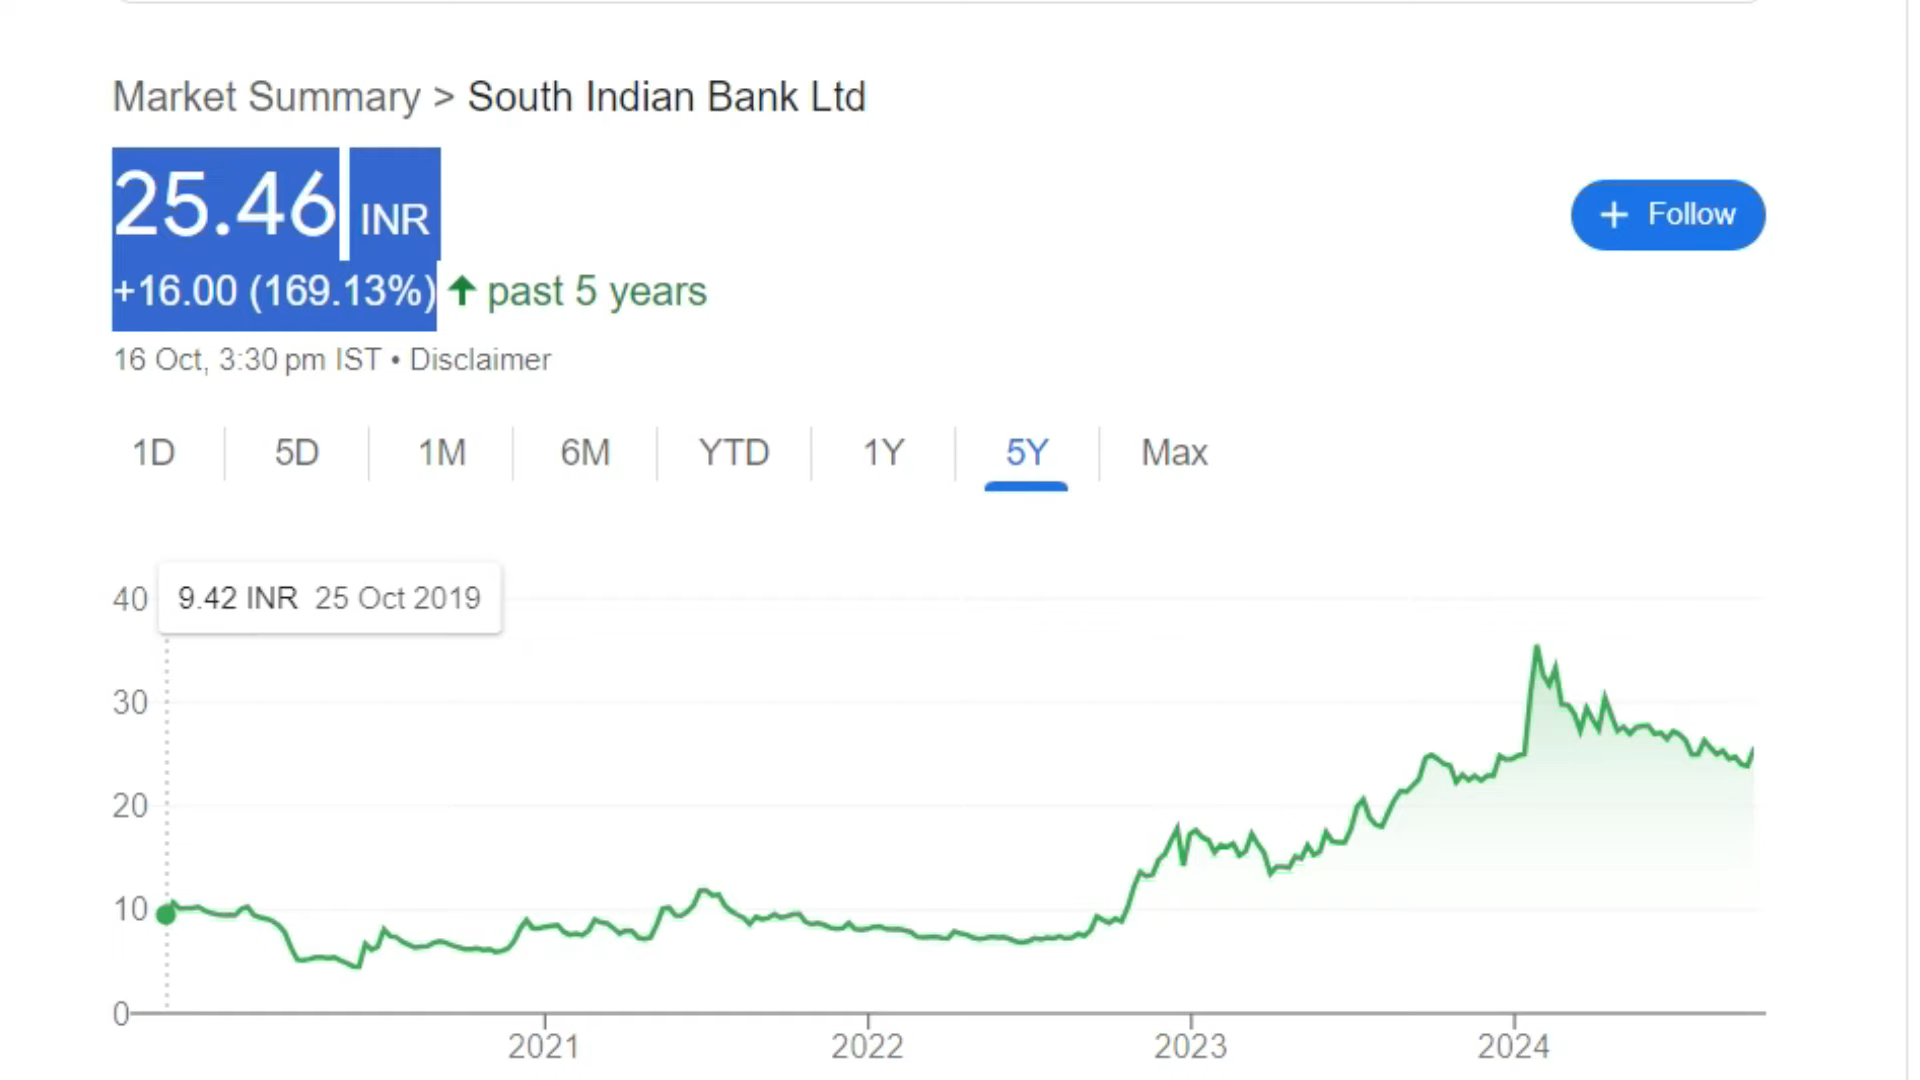 Market Summary > South Indian Bank Ltd
25.46 INR
+ Follow
+16.00 (169.13%) past 5 years
16 Oct, 3:30 pm IST • Disclaimer
1D 5D 1M 6M YTD 1Y 5Y Max
9.42 INR 25 Oct 2019
40
30
20
10
0
2021 2022 2023 2024